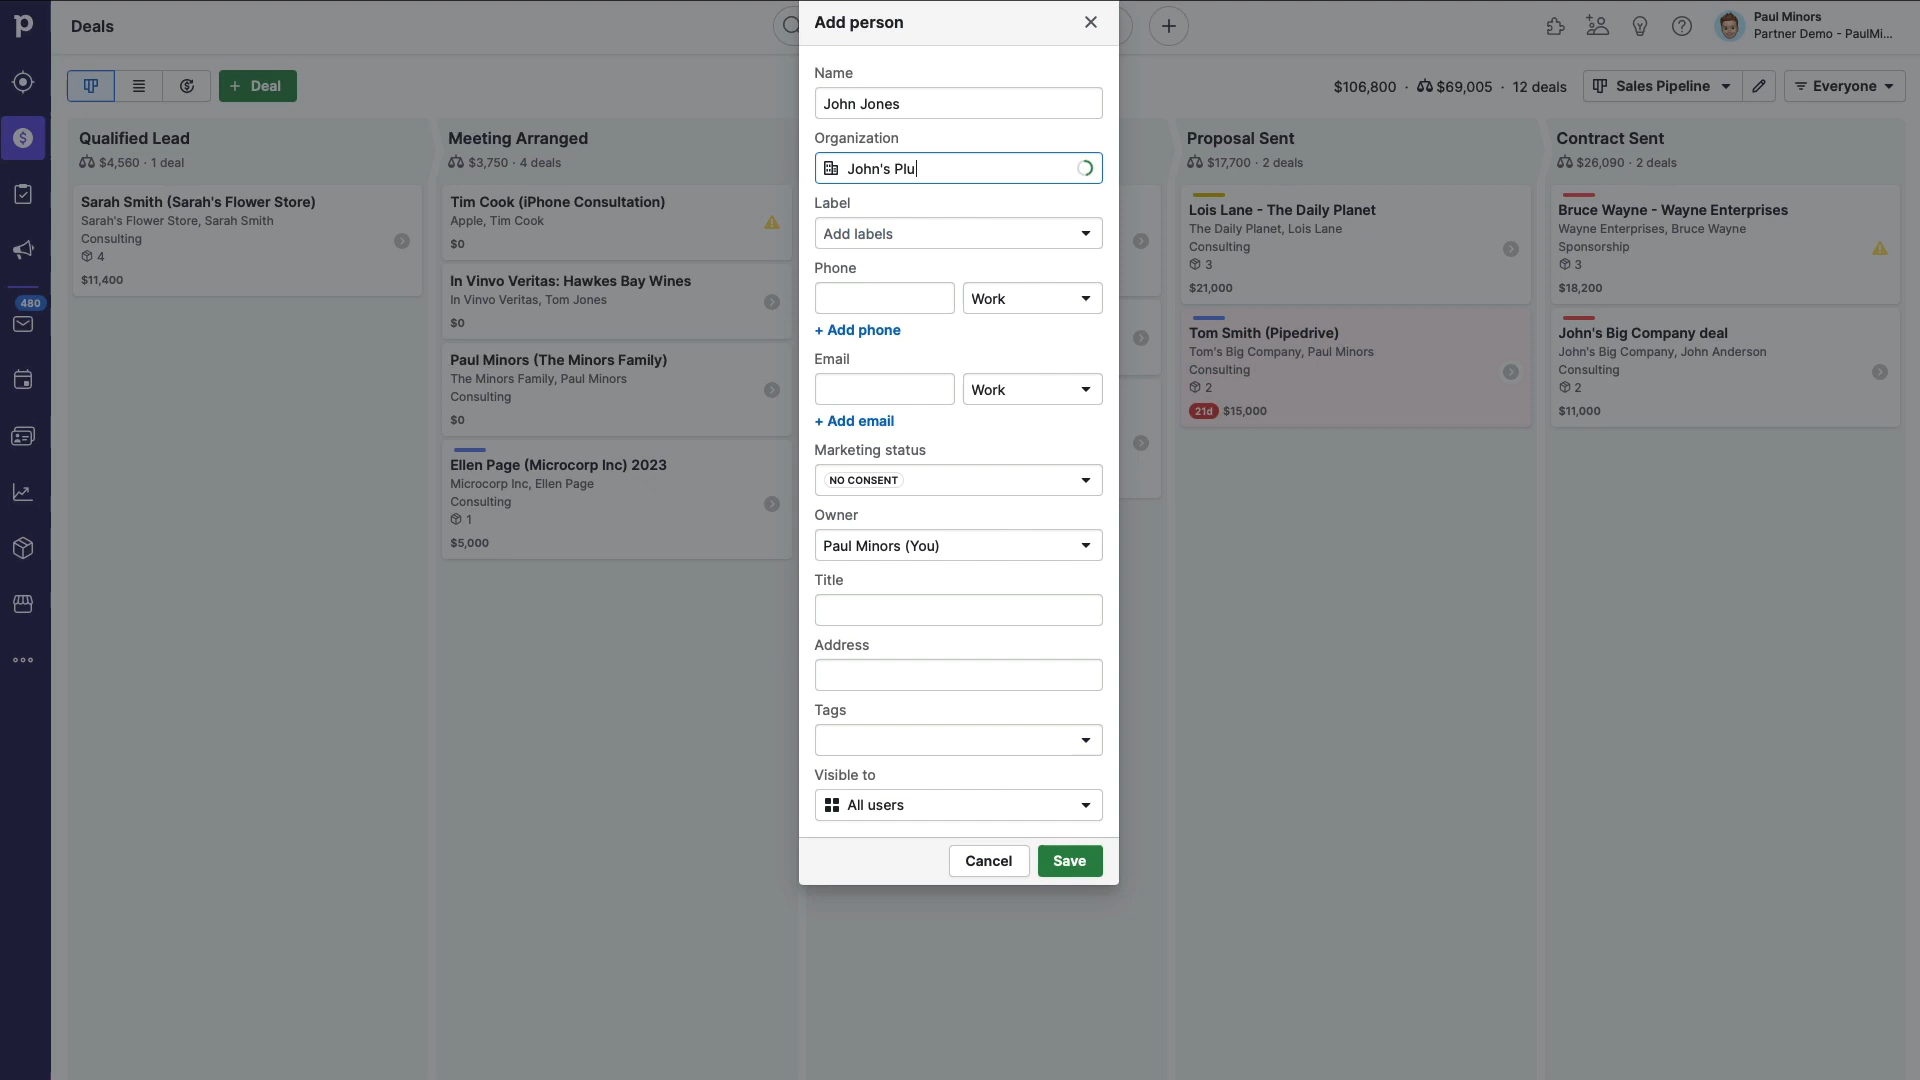 Deals
Paul Minors
Partner Demo - PaulMi...
+ Deal
$106,800 · $69,005 · 12 deals
Sales Pipeline
Everyone
Qualified Lead
$4,560 · 1 deal
Sarah Smith (Sarah's Flower Store)
Sarah's Flower Store, Sarah Smith
Consulting
4
$11,400
480
Meeting Arranged
$3,750 · 4 deals
Tim Cook (iPhone Consultation)
Apple, Tim Cook
$0
In Vinvo Veritas: Hawkes Bay Wines
In Vinvo Veritas, Tom Jones
$0
Paul Minors (The Minors Family)
The Minors Family, Paul Minors
Consulting
$0
Ellen Page (Microcorp Inc) 2023
Microcorp Inc, Ellen Page
Consulting
1
$5,000
Add person
Name
John Jones
Organization
John's Plu
Label
Add labels
Phone
Work
+ Add phone
Email
Work
+ Add email
Marketing status
NO CONSENT
Owner
Paul Minors (You)
Title
Address
Tags
Visible to
All users
Cancel
Save
Proposal Sent
$17,700 · 2 deals
Lois Lane - The Daily Planet
The Daily Planet, Lois Lane
Consulting
3
$21,000
Tom Smith (Pipedrive)
Tom's Big Company, Paul Minors
Consulting
2
21d $15,000
Contract Sent
$26,090 · 2 deals
Bruce Wayne - Wayne Enterprises
Wayne Enterprises, Bruce Wayne
Sponsorship
3
$18,200
John's Big Company deal
John's Big Company, John Anderson
Consulting
2
$11,000